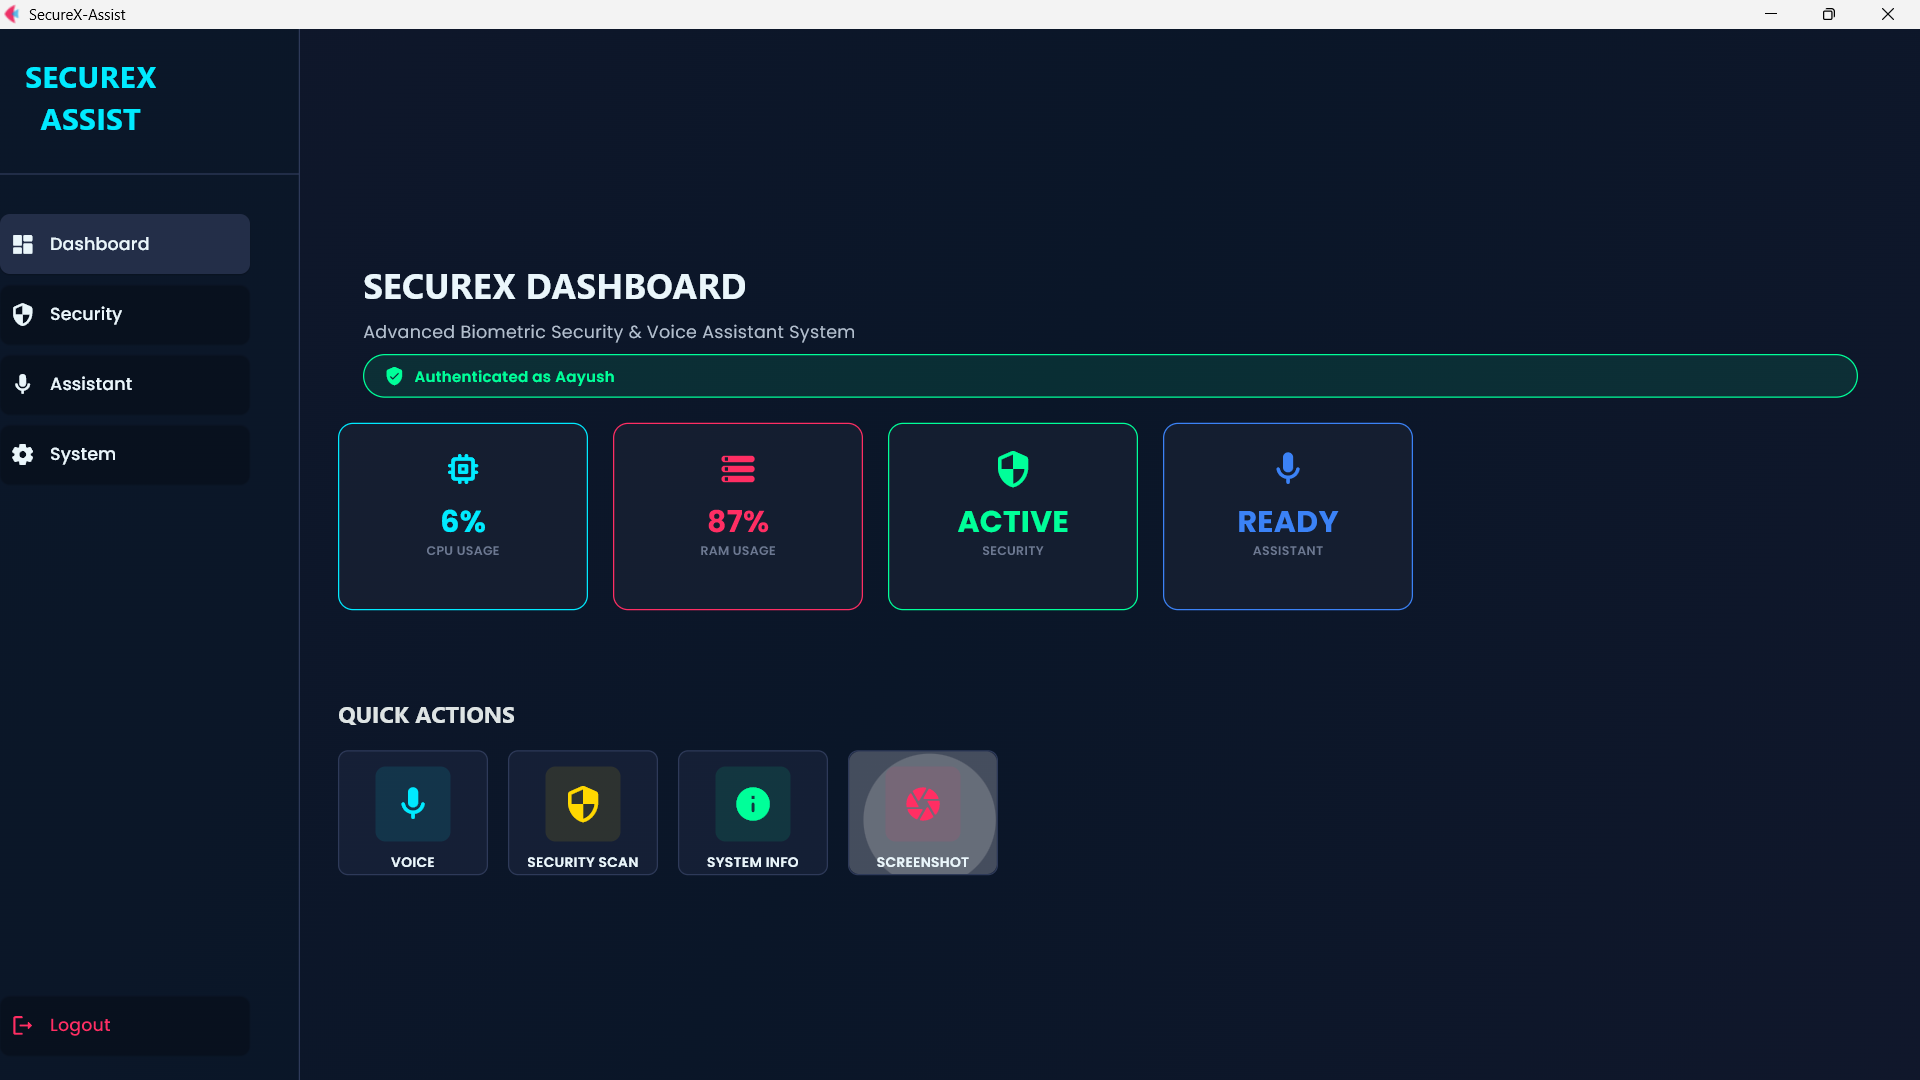 SecureX-Assist
SECUREX
ASSIST
Dashboard
Security
Assistant
System
Logout
SECUREX DASHBOARD
Advanced Biometric Security & Voice Assistant System
Authenticated as Aayush
6%
CPU USAGE
87%
RAM USAGE
ACTIVE
SECURITY
READY
ASSISTANT
QUICK ACTIONS
VOICE
SECURITY SCAN
SYSTEM INFO
SCREENSHOT